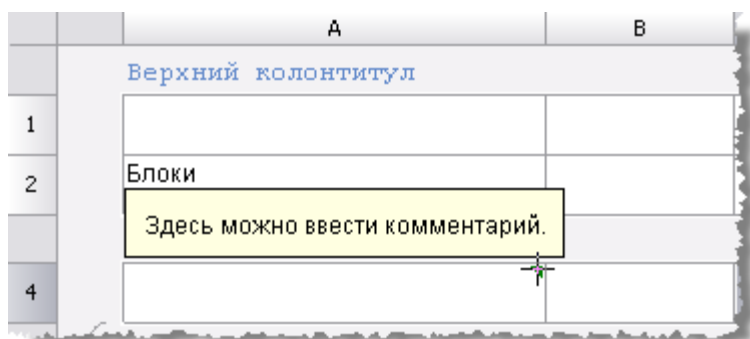 A B
Верхний колонтитул
1
2 Блоки
Здесь можно ввести комментарий.
4